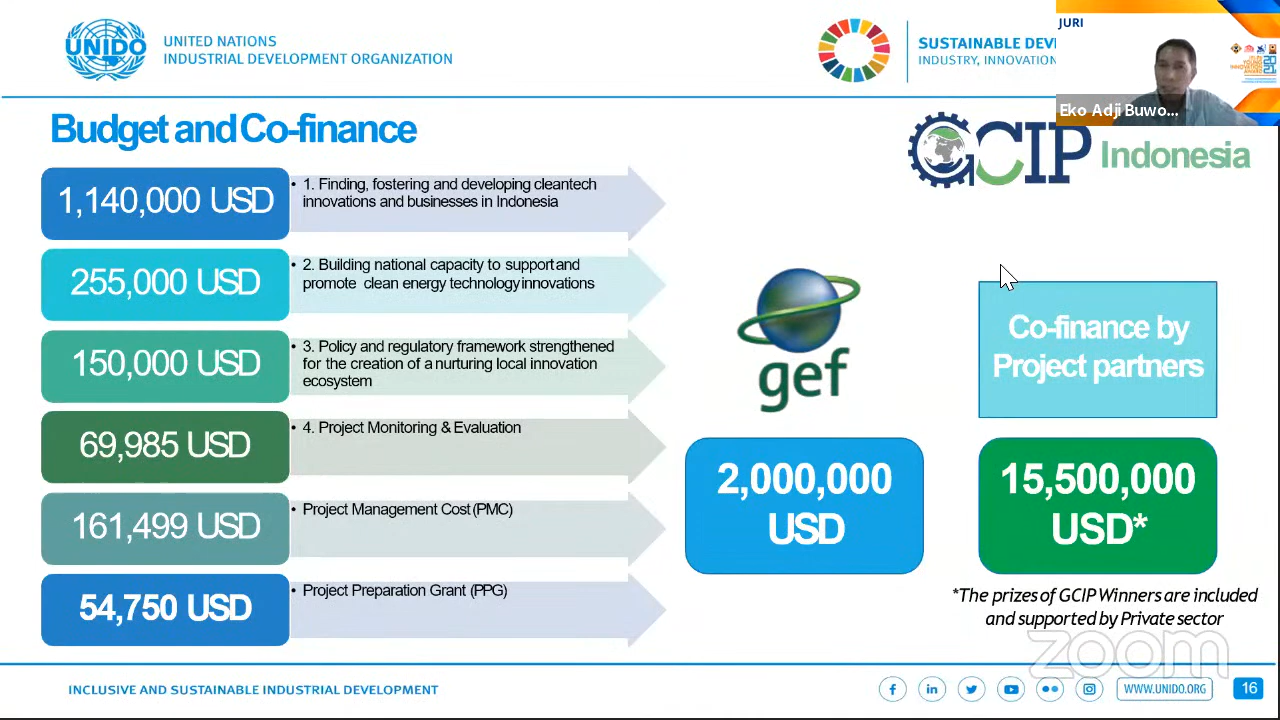 UNIDO
UNITED NATIONS
INDUSTRIAL DEVELOPMENT ORGANIZATION
SUSTAINABLE DEV
INDUSTRY, INNOVATION
JURI
Eko Adji Buwo...
Budget and Co-finance
GCIP Indonesia
1,140,000 USD
• 1. Finding, fostering and developing cleantech
innovations and businesses in Indonesia
255,000 USD
• 2. Building national capacity to support and
promote clean energy technology innovations
150,000 USD
• 3. Policy and regulatory framework strengthened
for the creation of a nurturing local innovation
ecosystem
69,985 USD
• 4. Project Monitoring & Evaluation
161,499 USD
• Project Management Cost (PMC)
54,750 USD
• Project Preparation Grant (PPG)
gef
2,000,000
USD
Co-finance by
Project partners
15,500,000
USD*
*The prizes of GCIP Winners are included
and supported by Private sector
zoom
INCLUSIVE AND SUSTAINABLE INDUSTRIAL DEVELOPMENT
WWW.UNIDO.ORG
16